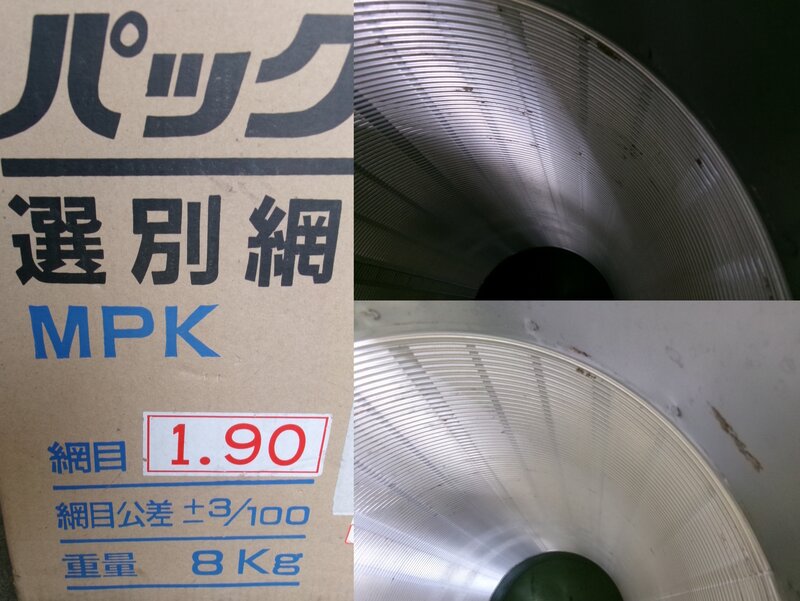 パック
選別網
MPK
網目 1.90
網目公差 ±3/100
重量 8Kg